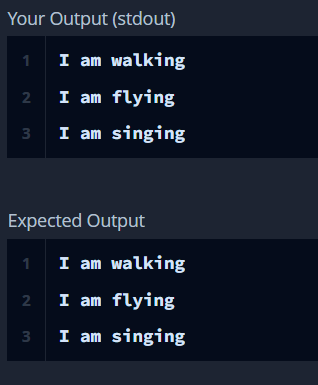 Your Output (stdout)
1 I am walking
2 I am flying
3 I am singing
Expected Output
1 I am walking
2 I am flying
3 I am singing